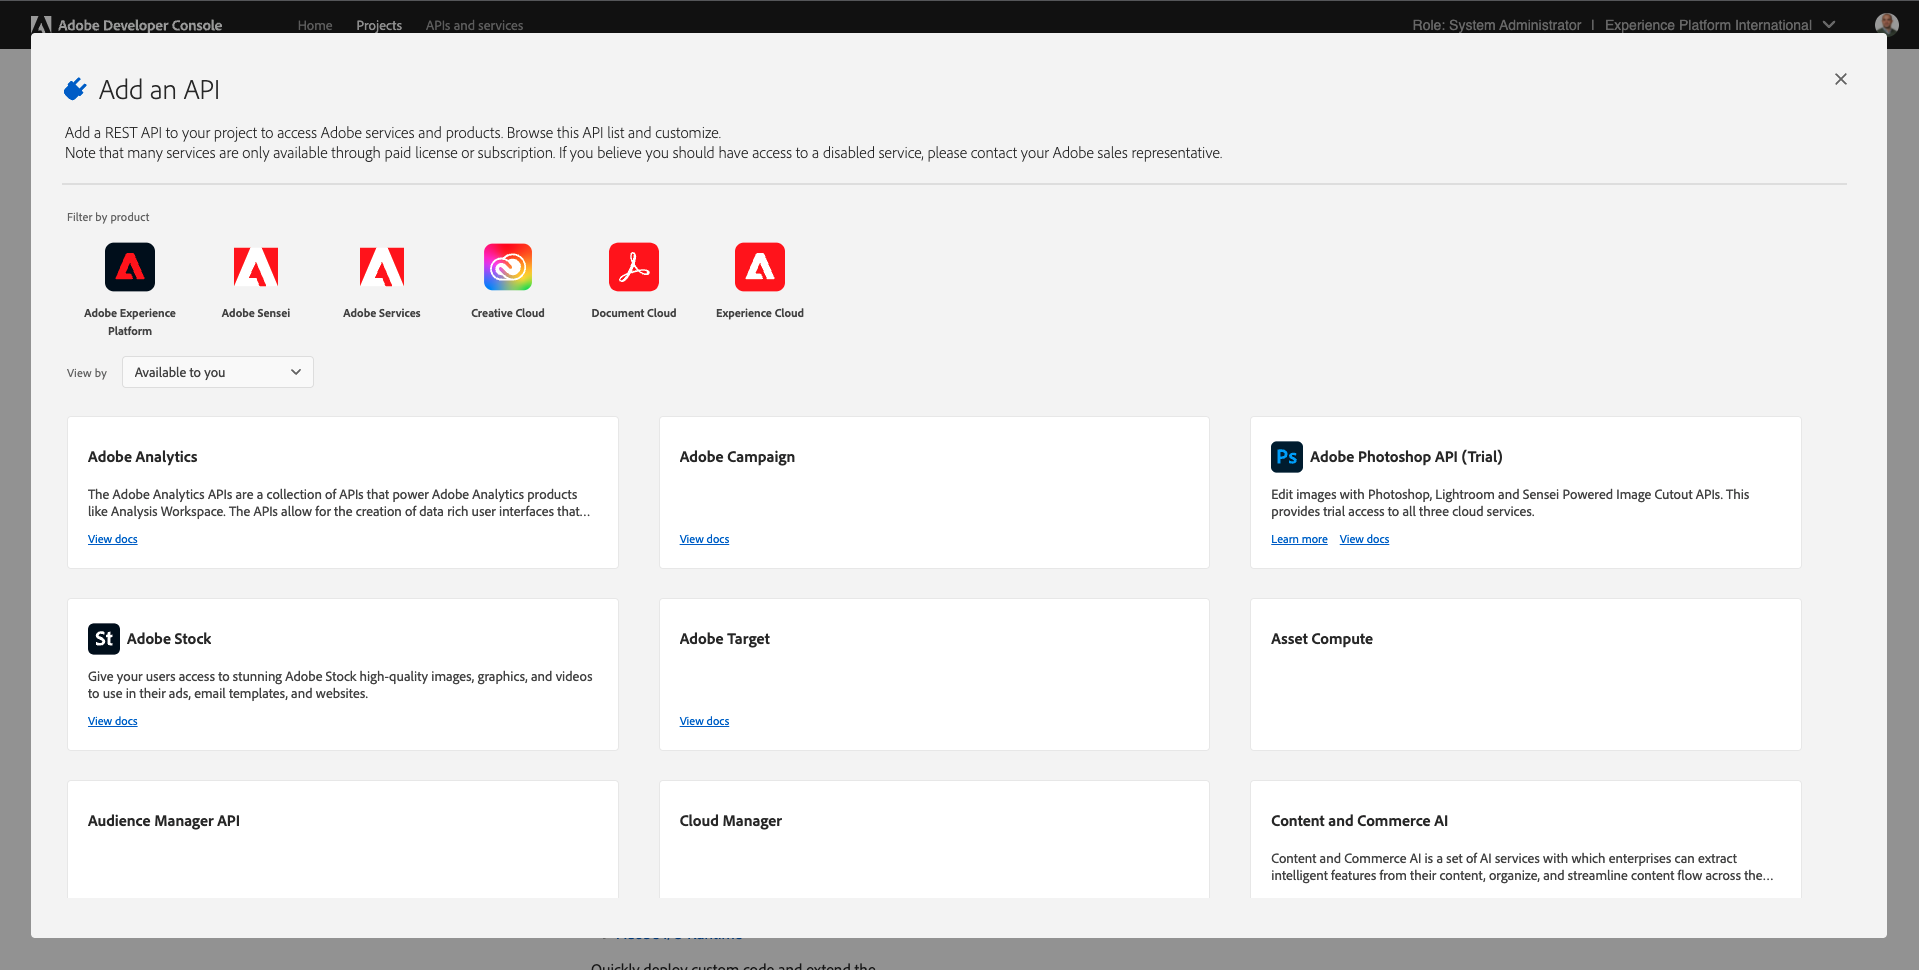 Adobe Developer Console
Home
Projects
APIs and services
Role: System Administrator | Experience Platform International
Add an API
Add a REST API to your project to access Adobe services and products. Browse this API list and customize.
Note that many services are only available through paid license or subscription. If you believe you should have access to a disabled service, please contact your Adobe sales representative.
Filter by product
Adobe Experience
Platform
Adobe Sensei
Adobe Services
Creative Cloud
Document Cloud
Experience Cloud
View by
Available to you
Adobe Analytics
The Adobe Analytics APIs are a collection of APIs that power Adobe Analytics products
like Analysis Workspace. The APIs allow for the creation of data rich user interfaces that…
View docs
Adobe Campaign
View docs
Ps
Adobe Photoshop API (Trial)
Edit images with Photoshop, Lightroom and Sensei Powered Image Cutout APIs. This
provides trial access to all three cloud services.
Learn more
View docs
St
Adobe Stock
Give your users access to stunning Adobe Stock high-quality images, graphics, and videos
to use in their ads, email templates, and websites.
View docs
Adobe Target
View docs
Asset Compute
Audience Manager API
Cloud Manager
Content and Commerce AI
Content and Commerce AI is a set of AI services with which enterprises can extract
intelligent features from their content, organize, and streamline content flow across the…
Quickly deploy custom code and extend the